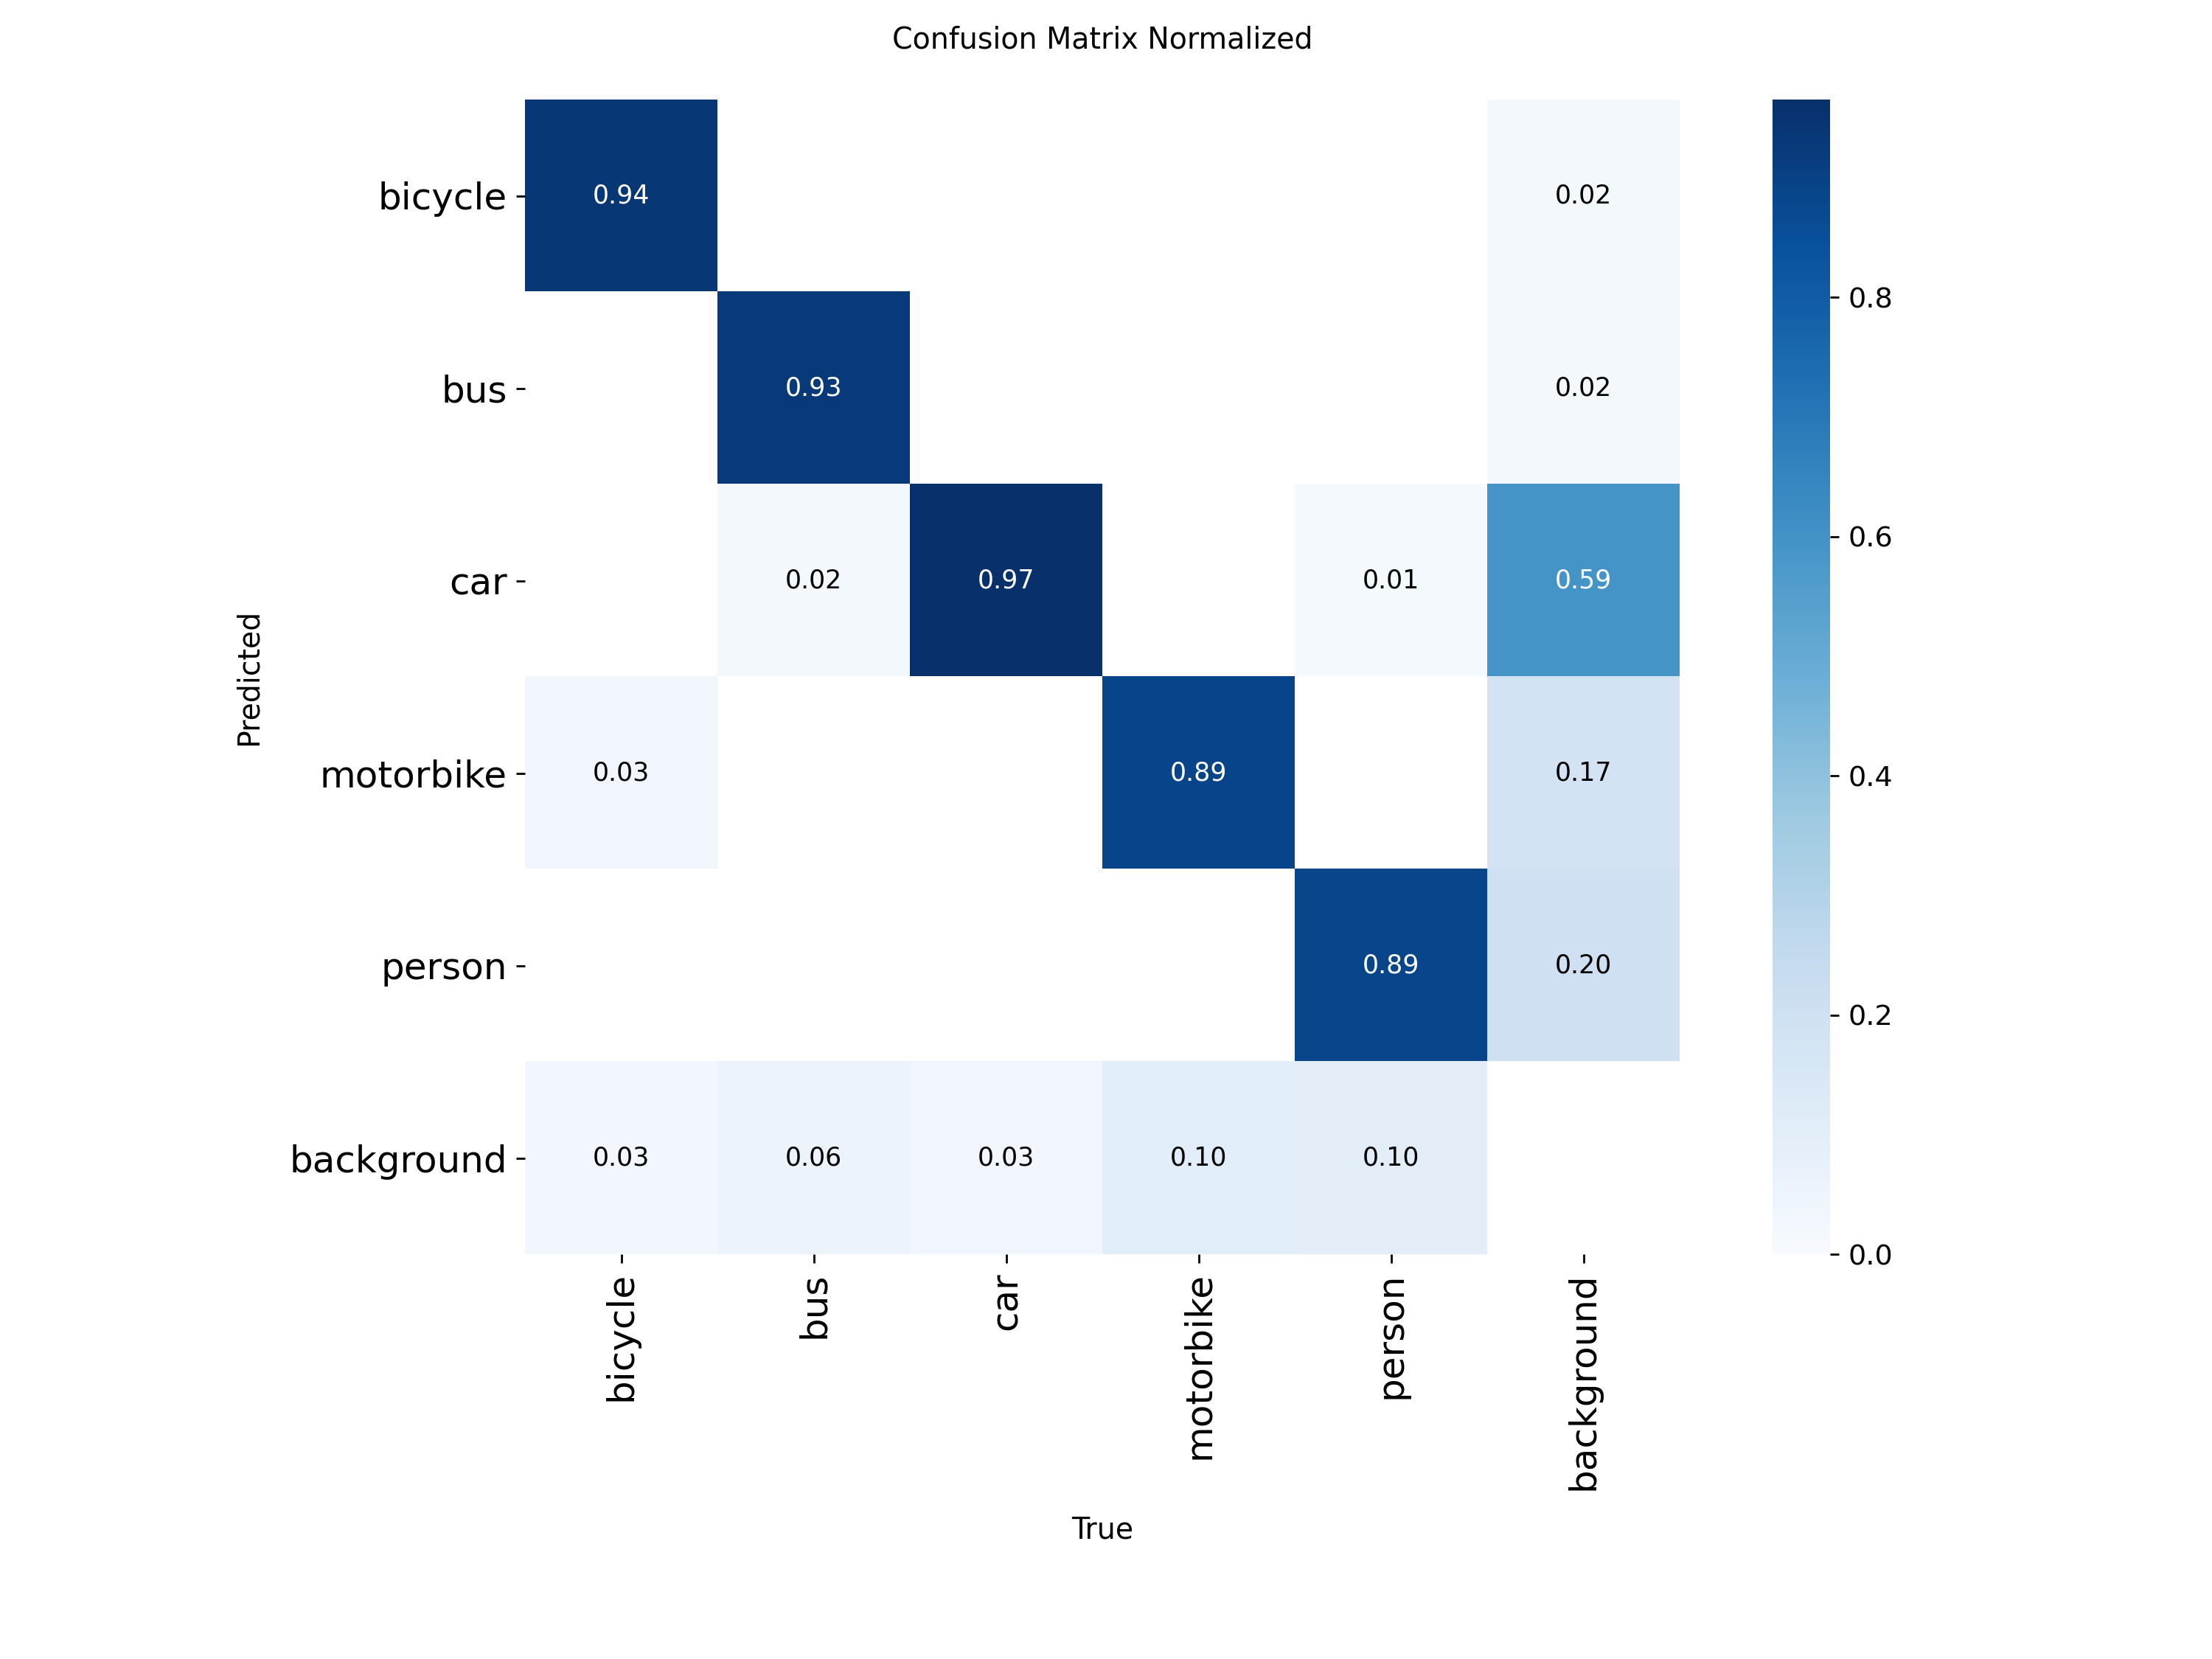 Confusion Matrix Normalized
bicycle
0.94
0.02
bus
0.93
0.02
car
0.02
0.97
0.01
0.59
motorbike
0.03
0.89
0.17
person
0.89
0.20
background
0.03
0.06
0.03
0.10
0.10
Predicted
bicycle
bus
car
motorbike
person
background
True
0.8
0.6
0.4
0.2
0.0